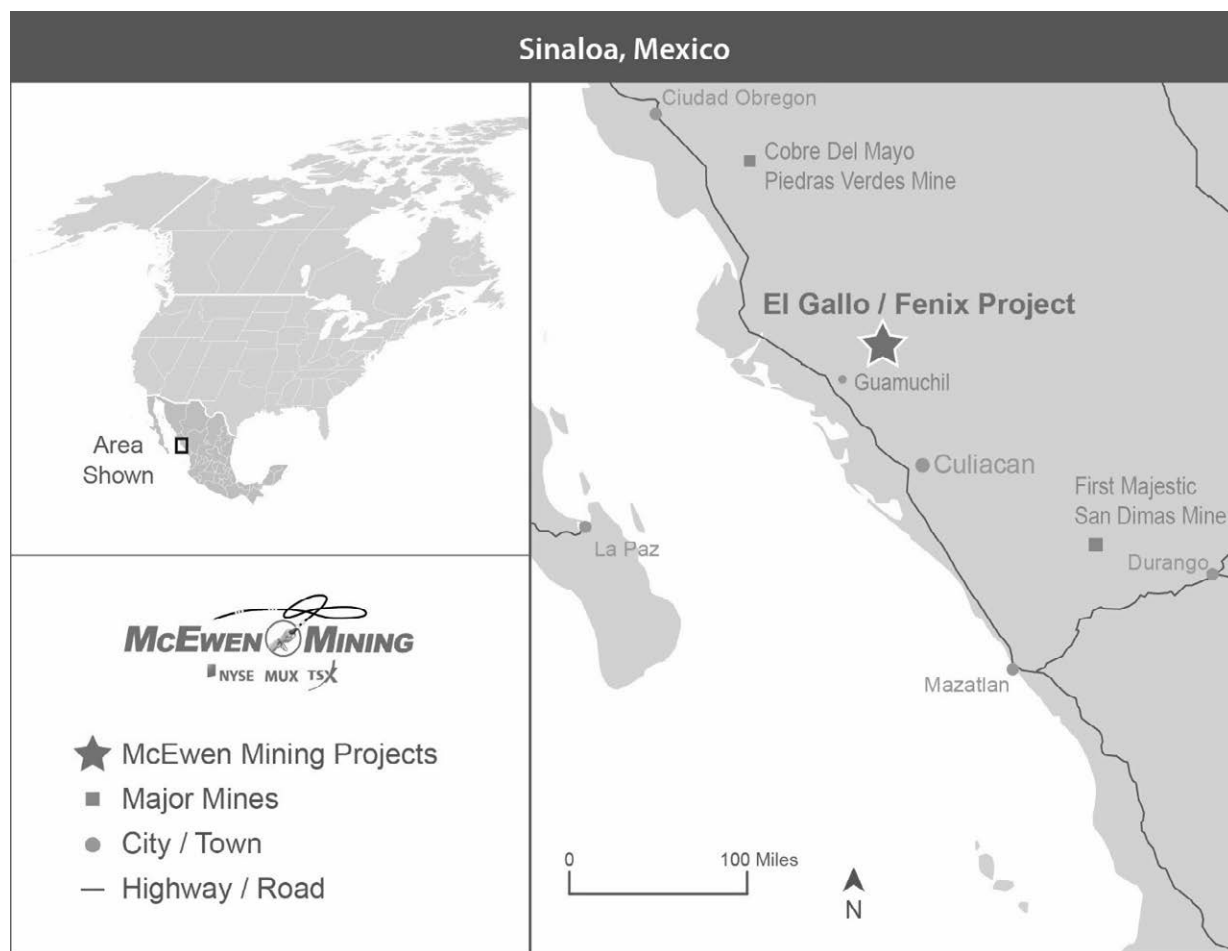 Sinaloa, Mexico
Area
Shown
McEWEN MINING
NYSE MUX TSX
McEwen Mining Projects
Major Mines
City / Town
Highway / Road
Ciudad Obregon
Cobre Del Mayo
Piedras Verdes Mine
El Gallo / Fenix Project
Guamuchil
Culiacan
First Majestic
San Dimas Mine
La Paz
Durango
Mazatlan
0 100 Miles
N